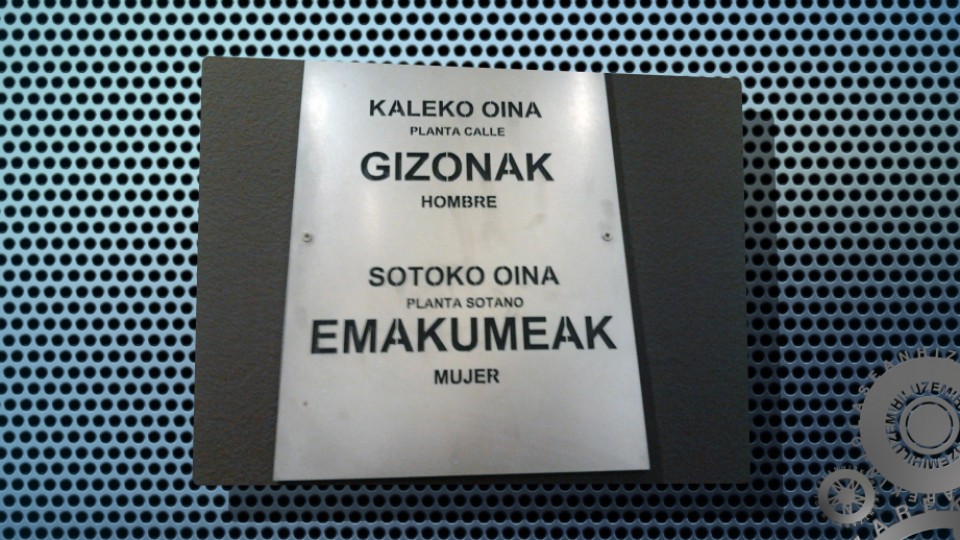 KALEKO OINA
PLANTA CALLE
GIZONAK
HOMBRE
SOTOKO OINA
PLANTA SOTANO
EMAKUMEAK
MUJER